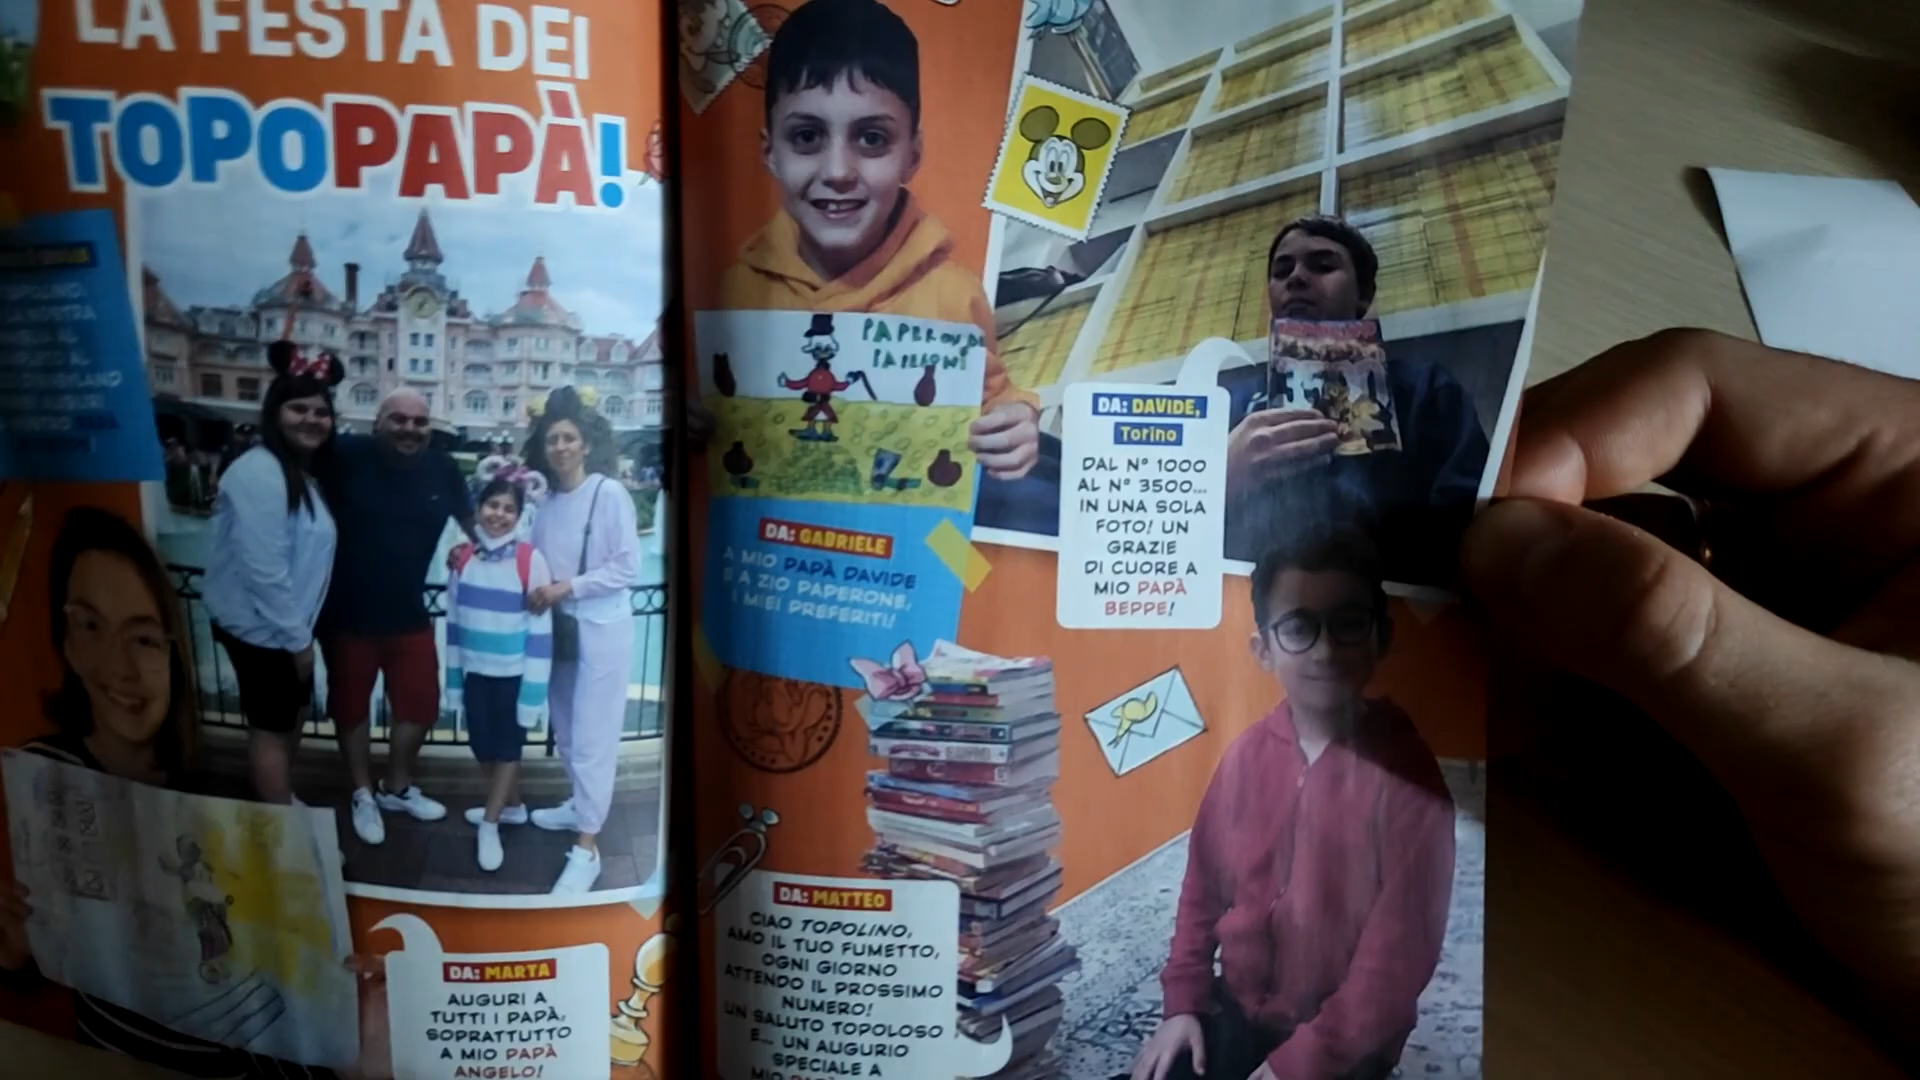 LA FESTA DEI
TOPOPAPÀ!
PAPERON DE
PAPERONI
DA: GABRIELE
A MIO PAPÀ DAVIDE
E A ZIO PAPERONE,
I MIEI PREFERITI!
DA: DAVIDE,
Torino
DAL N° 1000
AL N° 3500...
IN UNA SOLA
FOTO! UN
GRAZIE
DI CUORE A
MIO PAPÀ
BEPPE!
DA: MARTA
AUGURI A
TUTTI I PAPÀ,
SOPRATTUTTO
A MIO PAPÀ
ANGELO!
DA: MATTEO
CIAO TOPOLINO,
AMO IL TUO FUMETTO,
OGNI GIORNO
ATTENDO IL PROSSIMO
NUMERO!
UN SALUTO TOPOLOSO
E... UN AUGURIO
SPECIALE A
MIO